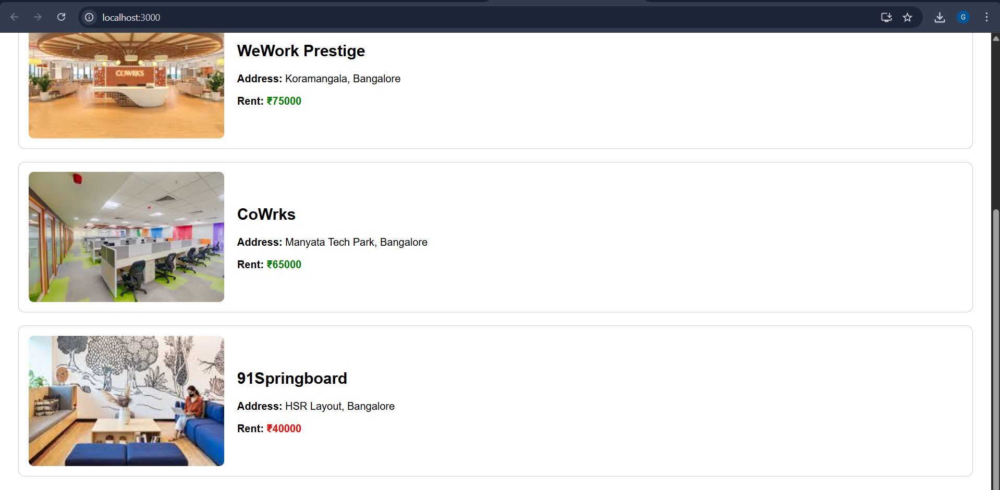 localhost:3000
G
COWRKS
WeWork Prestige
Address: Koramangala, Bangalore
Rent: ₹75000
CoWrks
Address: Manyata Tech Park, Bangalore
Rent: ₹65000
91Springboard
Address: HSR Layout, Bangalore
Rent: ₹40000